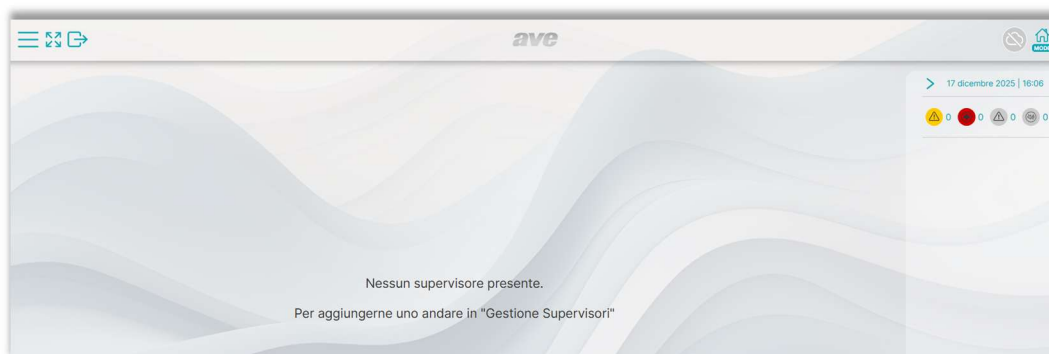 ave
MODO
17 dicembre 2025 | 16:06
0 0 0 0
Nessun supervisore presente.
Per aggiungerne uno andare in "Gestione Supervisori"